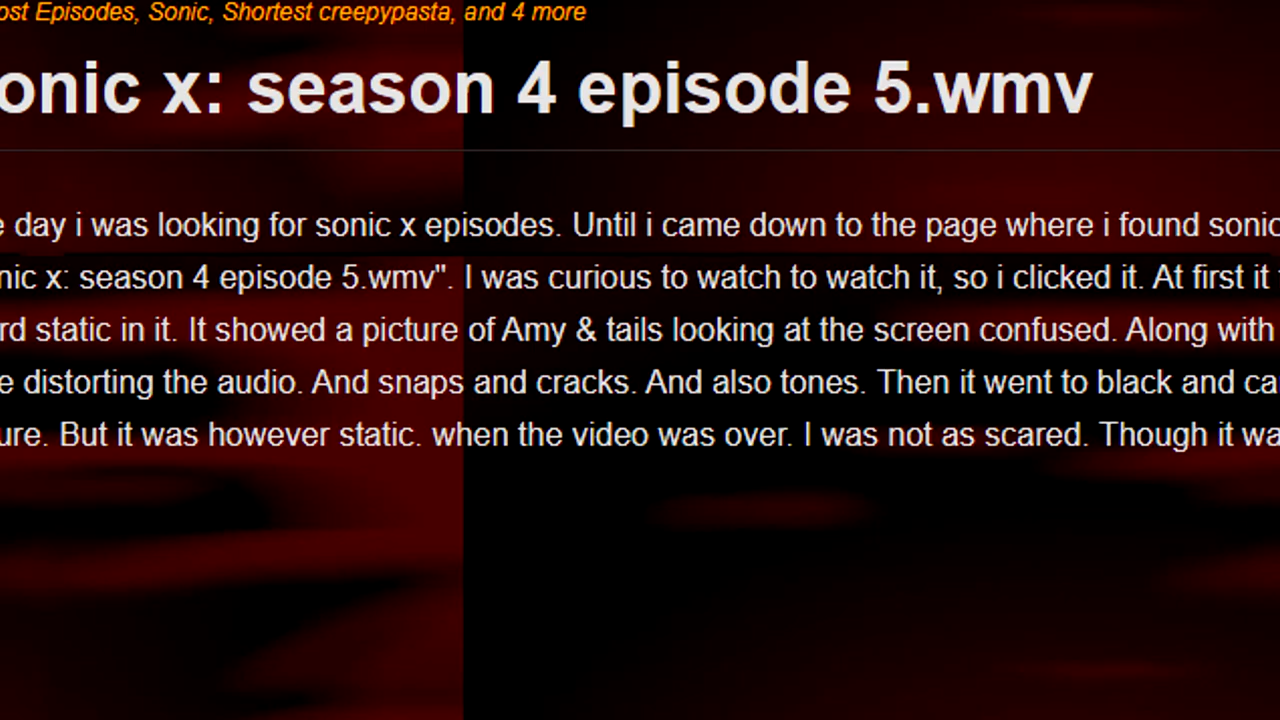 ost Episodes, Sonic, Shortest creepypasta, and 4 more
onic x: season 4 episode 5.wmv
e day i was looking for sonic x episodes. Until i came down to the page where i found sonic
nic x: season 4 episode 5.wmv". I was curious to watch to watch it, so i clicked it. At first it
rd static in it. It showed a picture of Amy & tails looking at the screen confused. Along with
e distorting the audio. And snaps and cracks. And also tones. Then it went to black and ca
ure. But it was however static. when the video was over. I was not as scared. Though it wa